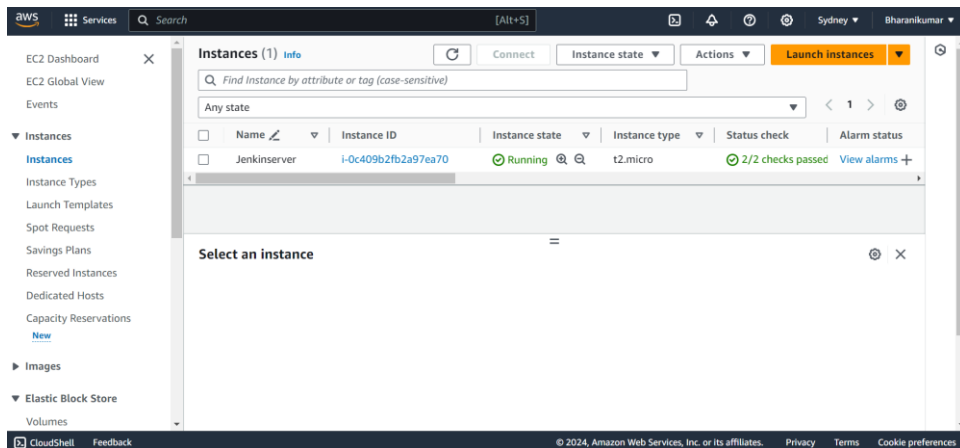 aws Services Search [Alt+S] Sydney ▼ Bharanikumar ▼
EC2 Dashboard
EC2 Global View
Events
▼ Instances
Instances
Instance Types
Launch Templates
Spot Requests
Savings Plans
Reserved Instances
Dedicated Hosts
Capacity Reservations
New
▶ Images
▼ Elastic Block Store
Volumes
Instances (1) Info Connect Instance state ▼ Actions ▼ Launch instances ▼
Find Instance by attribute or tag (case-sensitive)
Any state ▼ < 1 >
Name Instance ID Instance state Instance type Status check Alarm status
Jenkinserver i-0c409b2fb2a97ea70 Running t2.micro 2/2 checks passed View alarms +
Select an instance
CloudShell Feedback © 2024, Amazon Web Services, Inc. or its affiliates. Privacy Terms Cookie preferences